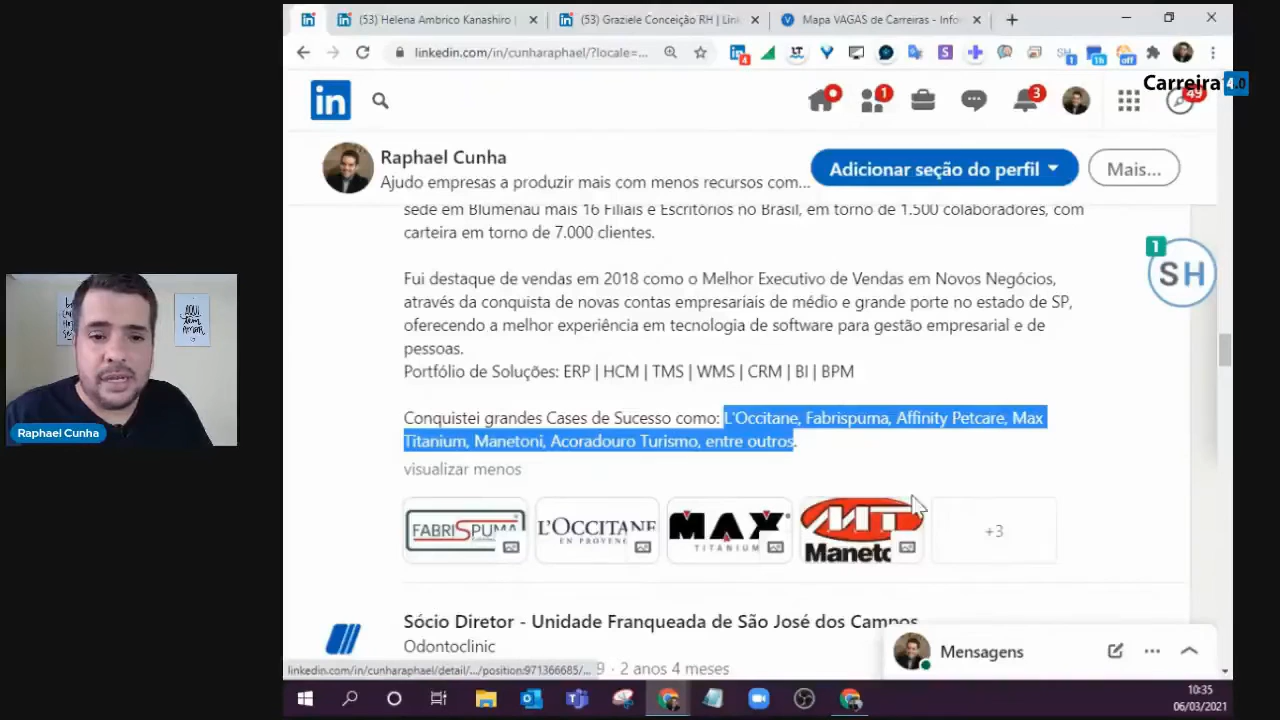 (53) Helena Ambrico Kanashiro |
(53) Graziele Conceição RH | Lin
Mapa VAGAS de Carreiras - Info
linkedin.com/in/cunharaphael/?locale=...
Carreira 4.0
Raphael Cunha
Ajudo empresas a produzir mais com menos recursos com...
Adicionar seção do perfil
Mais...
sede em Blumenau mais 16 Filiais e Escritórios no Brasil, em torno de 1.500 colaboradores, com
carteira em torno de 7.000 clientes.
Fui destaque de vendas em 2018 como o Melhor Executivo de Vendas em Novos Negócios,
através da conquista de novas contas empresariais de médio e grande porte no estado de SP,
oferecendo a melhor experiência em tecnologia de software para gestão empresarial e de
pessoas.
Portfólio de Soluções: ERP | HCM | TMS | WMS | CRM | BI | BPM
Conquistei grandes Cases de Sucesso como: L'Occitane, Fabrispuma, Affinity Petcare, Max
Titanium, Manetoni, Acoradouro Turismo, entre outros.
visualizar menos
FABRISPUMA
L'OCCITANE
EN PROVENCE
MAX
TITANIUM
MT
Maneto
+3
1
SH
Raphael Cunha
Sócio Diretor - Unidade Franqueada de São José dos Campos
Odontoclinic
9 · 2 anos 4 meses
Mensagens
linkedin.com/in/cunharaphael/detail/.../position:971366685/...
10:35
06/03/2021